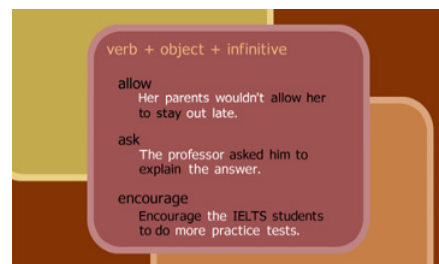 verb + object + infinitive
allow
Her parents wouldn't allow her
to stay out late.
ask
The professor asked him to
explain the answer.
encourage
Encourage the IELTS students
to do more practice tests.